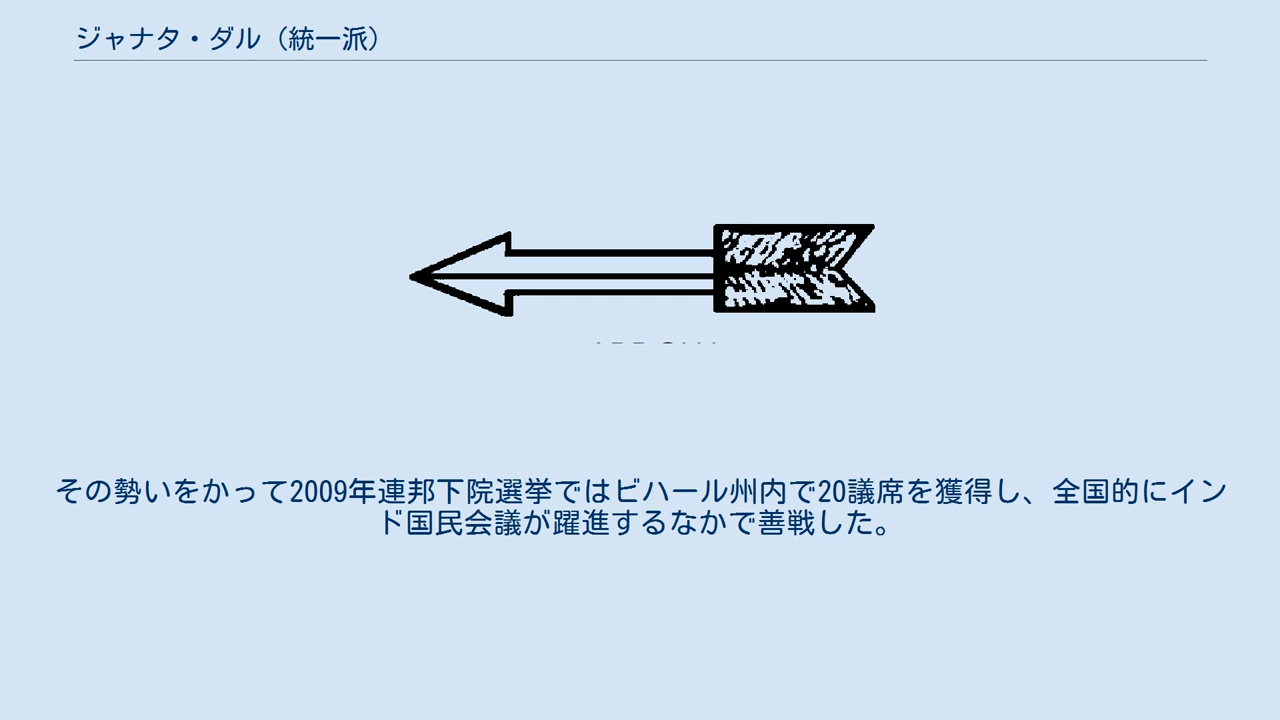 ジャナタ・ダル（統一派）
その勢いをかって2009年連邦下院選挙ではビハール州内で20議席を獲得し、全国的にイン
ド国民会議が躍進するなかで善戦した。